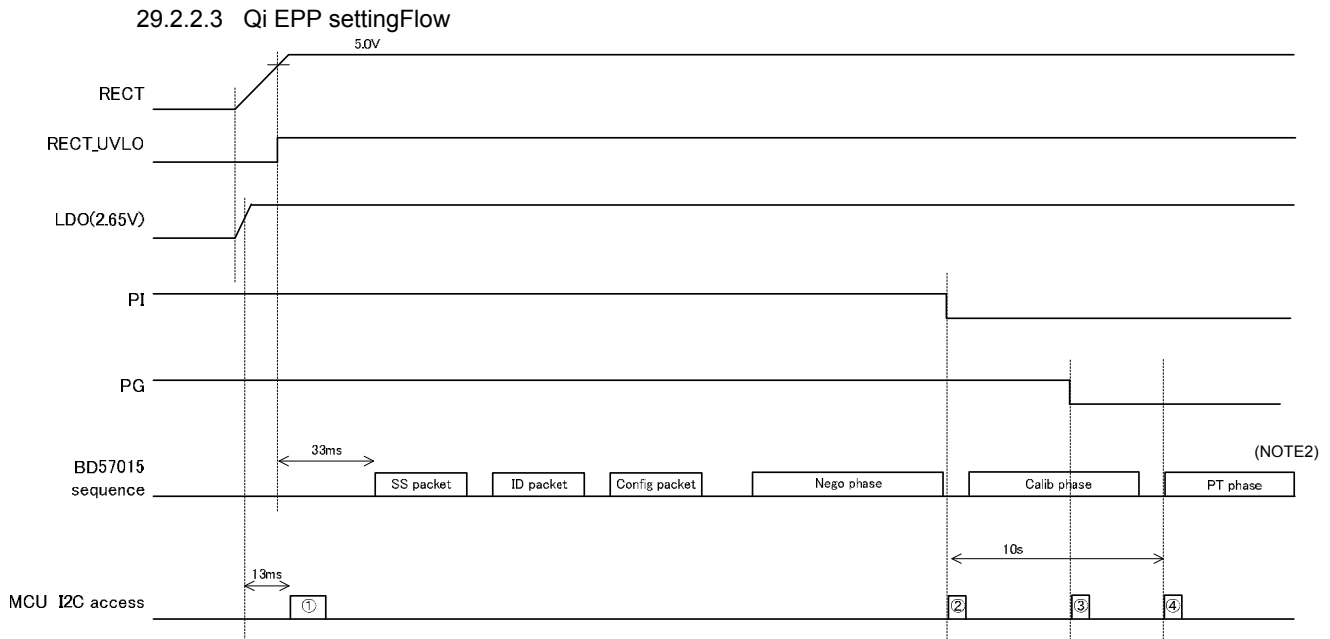 29.2.2.3 Qi EPP settingFlow
5.0V
RECT
RECT_UVLO
LDO(2.65V)
PI
PG
33ms
(NOTE2)
BD57015
sequence
SS packet
ID packet
Config packet
Nego phase
Calib phase
PT phase
10s
13ms
MCU I2C access
①
②
③
④